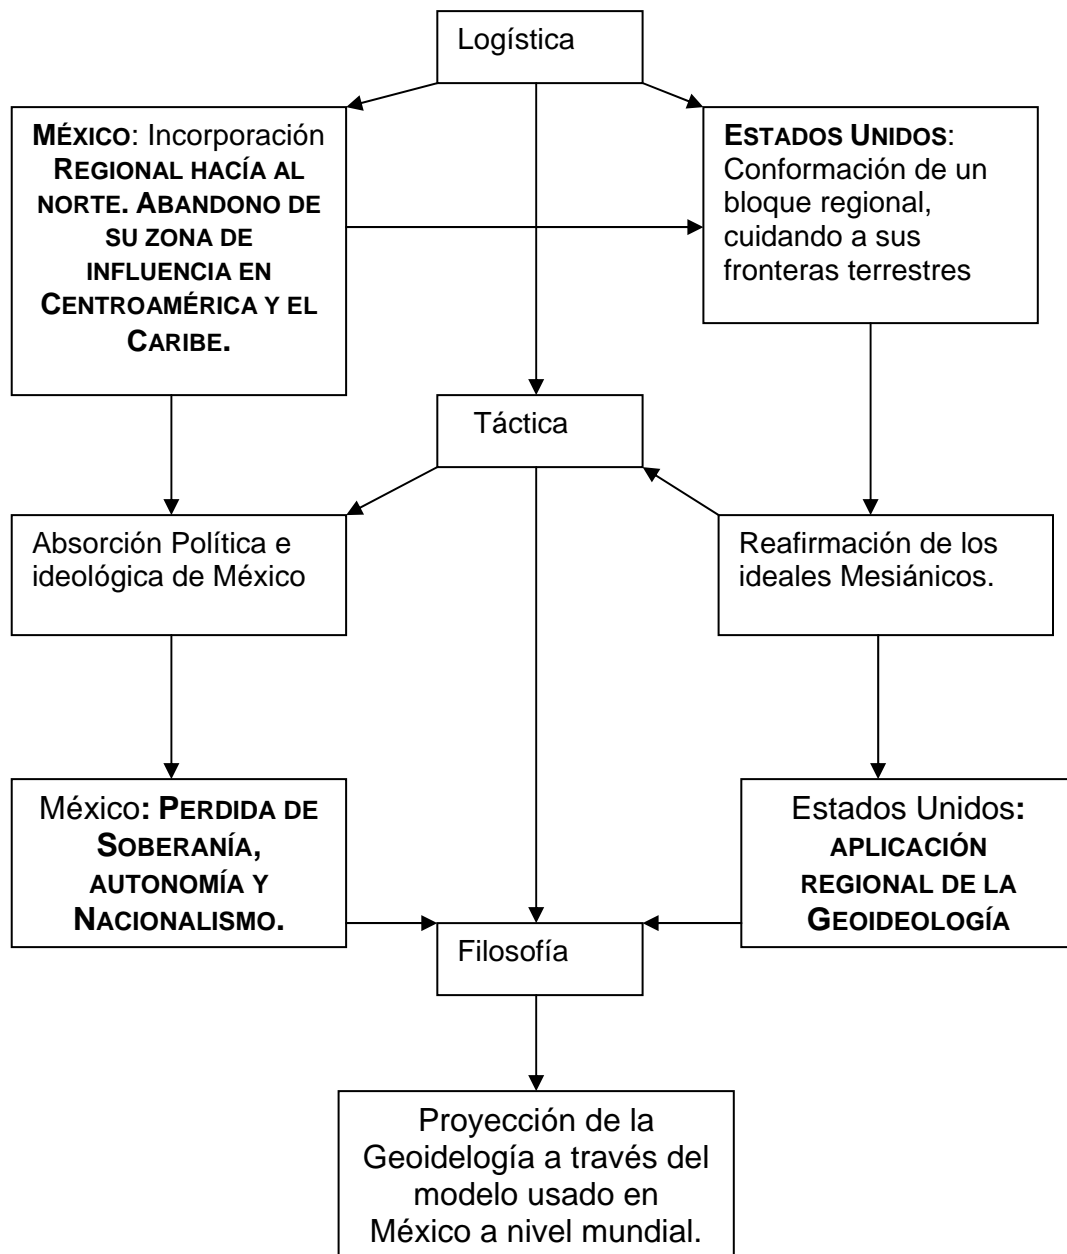 Logística
MÉXICO: Incorporación
REGIONAL HACÍA AL
NORTE. ABANDONO DE
SU ZONA DE
INFLUENCIA EN
CENTROAMÉRICA Y EL
CARIBE.
ESTADOS UNIDOS:
Conformación de un
bloque regional,
cuidando a sus
fronteras terrestres
Táctica
Absorción Política e
ideológica de México
Reafirmación de los
ideales Mesiánicos.
México: PERDIDA DE
SOBERANÍA,
AUTONOMÍA Y
NACIONALISMO.
Estados Unidos:
APLICACIÓN
REGIONAL DE LA
GEOIDEOLOGÍA
Filosofía
Proyección de la
Geoidelogía a través del
modelo usado en
México a nivel mundial.